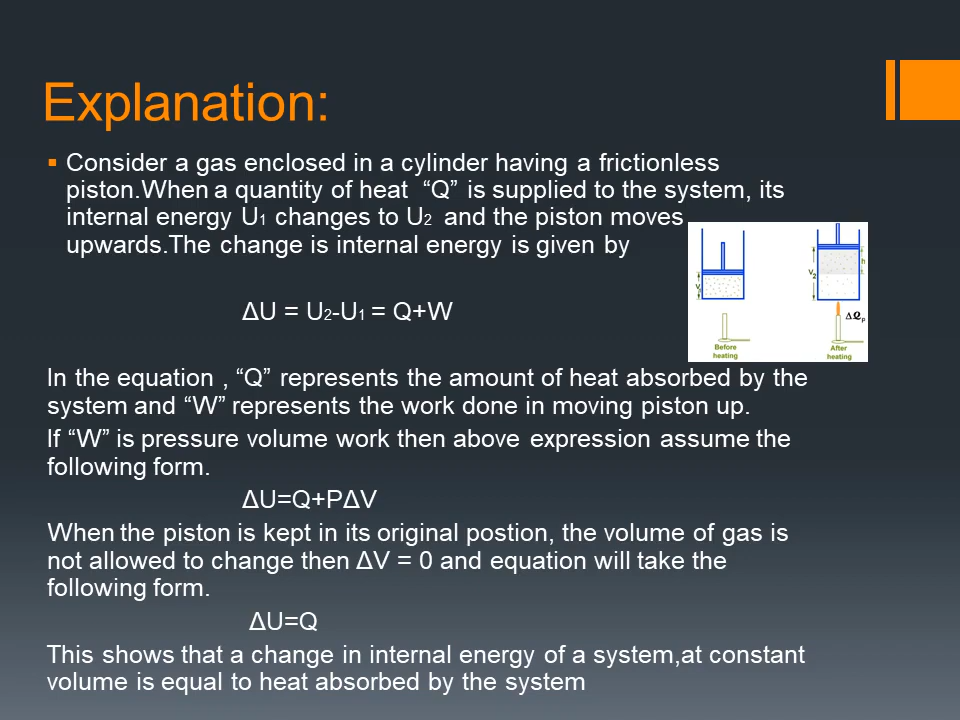 Explanation:
Consider a gas enclosed in a cylinder having a frictionless
piston.When a quantity of heat “Q” is supplied to the system, its
internal energy U1 changes to U2 and the piston moves
upwards.The change is internal energy is given by
ΔU = U2-U1 = Q+W
V1
Before
heating
V2
h
ΔQp
After
heating
In the equation , “Q” represents the amount of heat absorbed by the
system and “W” represents the work done in moving piston up.
If “W” is pressure volume work then above expression assume the
following form.
ΔU=Q+PΔV
When the piston is kept in its original postion, the volume of gas is
not allowed to change then ΔV = 0 and equation will take the
following form.
ΔU=Q
This shows that a change in internal energy of a system,at constant
volume is equal to heat absorbed by the system